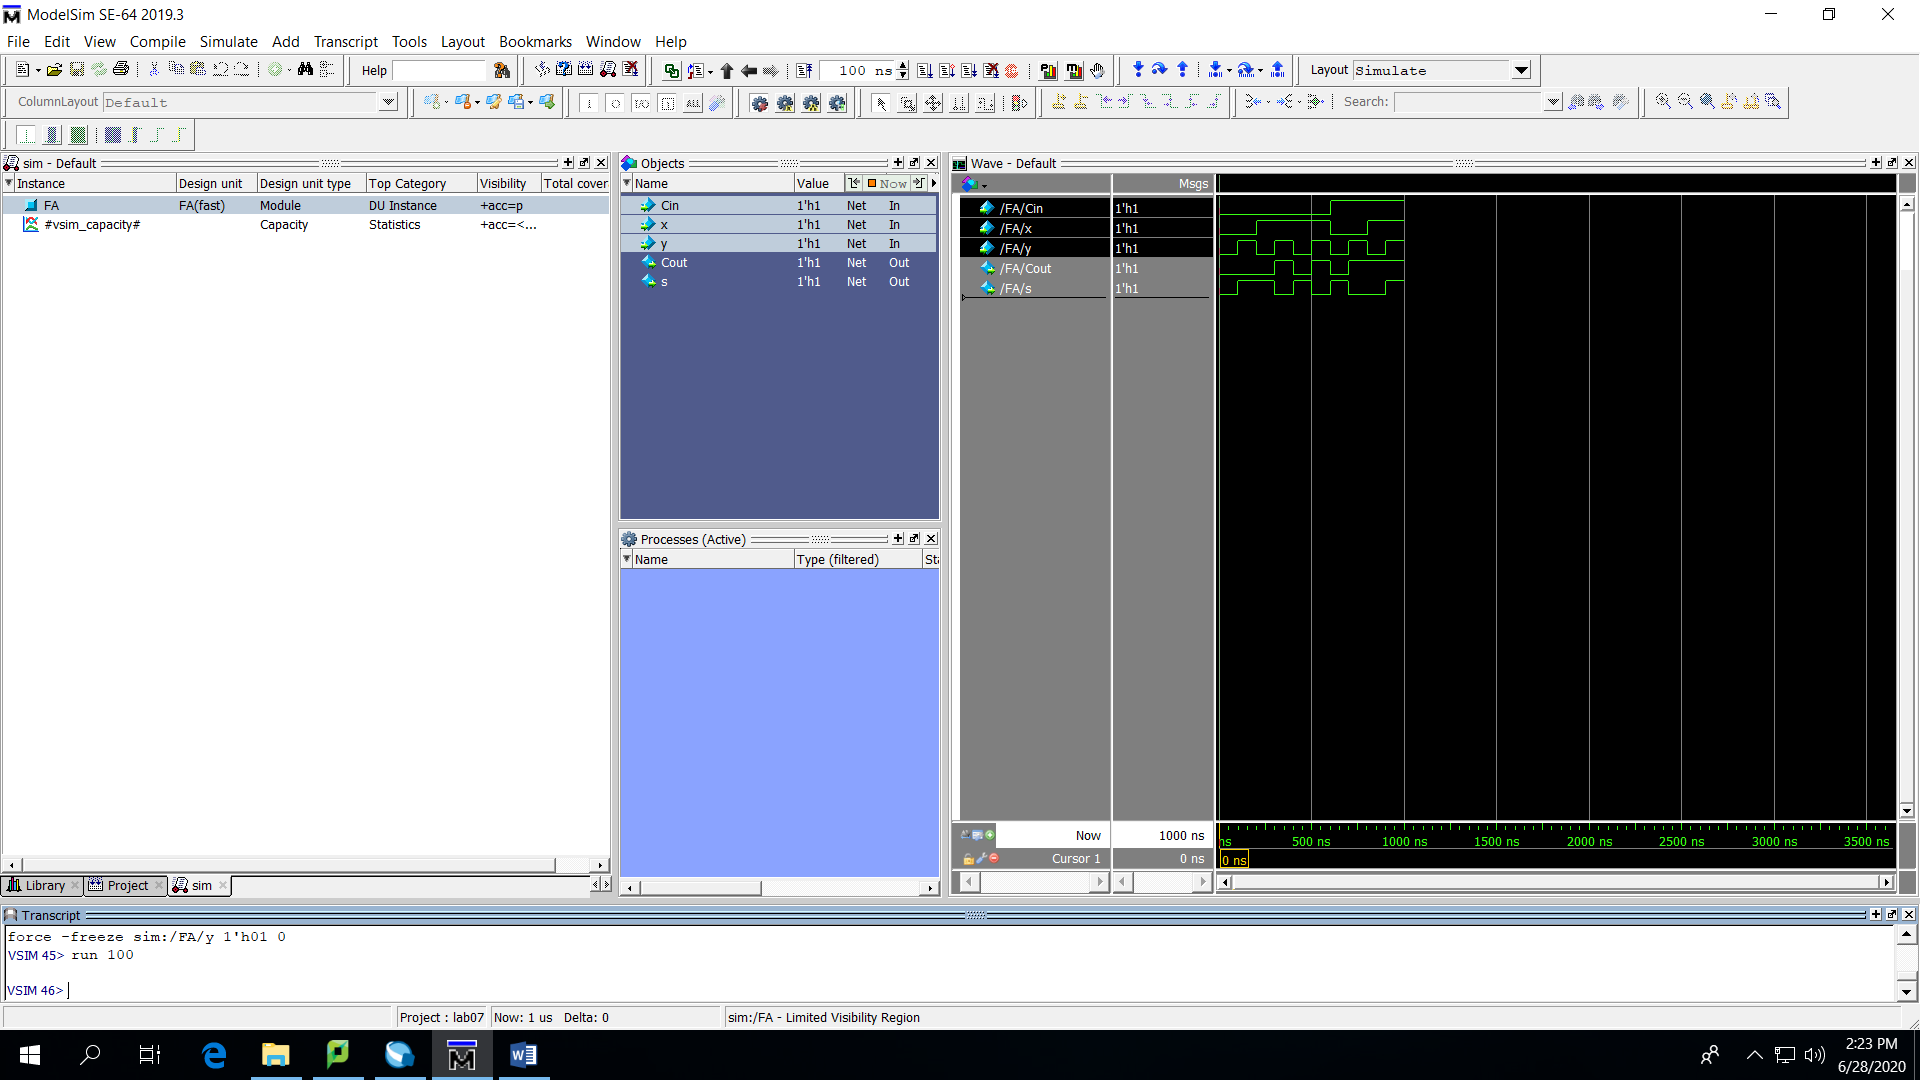 ModelSim SE-64 2019.3
File Edit View Compile Simulate Add Transcript Tools Layout Bookmarks Window Help
Help 100 ns Layout Simulate
ColumnLayout Default Search:
sim - Default
Instance Design unit Design unit type Top Category Visibility Total cover
FA FA(fast) Module DU Instance +acc=p
#vsim_capacity# Capacity Statistics +acc=<...
Library Project sim
Objects
Name Value Now
Cin 1'h1 Net In
x 1'h1 Net In
y 1'h1 Net In
Cout 1'h1 Net Out
s 1'h1 Net Out
Processes (Active)
Name Type (filtered) Sta
Wave - Default
Msgs
/FA/Cin 1'h1
/FA/x 1'h1
/FA/y 1'h1
/FA/Cout 1'h1
/FA/s 1'h1
Now 1000 ns
ns 500 ns 1000 ns 1500 ns 2000 ns 2500 ns 3000 ns 3500 ns
Cursor 1 0 ns
0 ns
Transcript
force -freeze sim:/FA/y 1'h01 0
VSIM 45> run 100
VSIM 46>
Project : lab07 Now: 1 us Delta: 0 sim:/FA - Limited Visibility Region
2:23 PM
6/28/2020